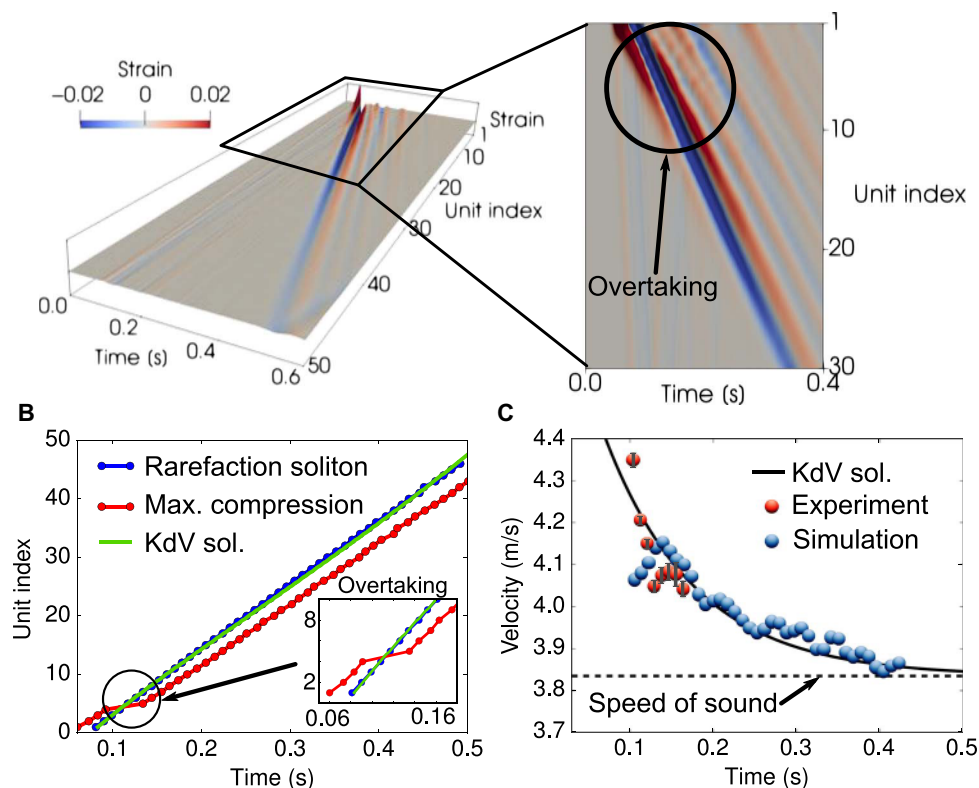 Strain
−0.02 0 0.02
Strain
1
10
20
Unit index
30
40
50
0.0
0.2
0.4
0.6
Time (s)
1
10
Unit index
20
30
Overtaking
0.0
0.4
Time (s)
B
50
40
30
20
10
0
Unit index
Rarefaction soliton
Max. compression
KdV sol.
Overtaking
8
2
0.06 0.16
0.1 0.2 0.3 0.4 0.5
Time (s)
C
4.4
4.3
4.2
4.1
4.0
3.9
3.8
3.7
Velocity (m/s)
KdV sol.
Experiment
Simulation
Speed of sound
0.1 0.2 0.3 0.4 0.5
Time (s)